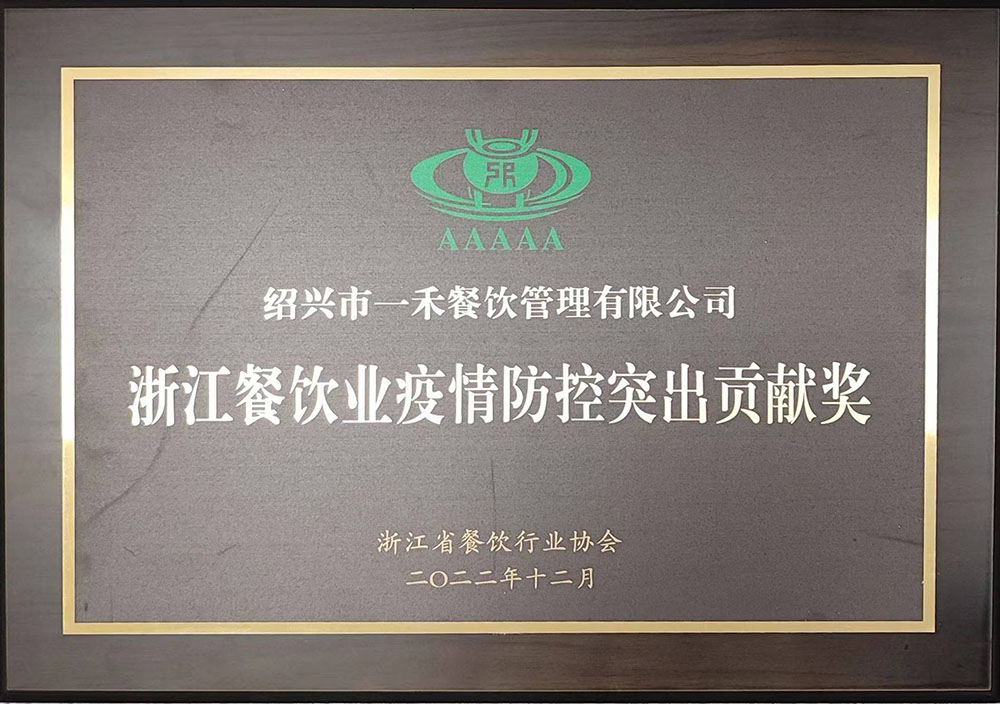 AAAAA
绍兴市一禾餐饮管理有限公司
浙江餐饮业疫情防控突出贡献奖
浙江省餐饮行业协会
二〇二二年十二月